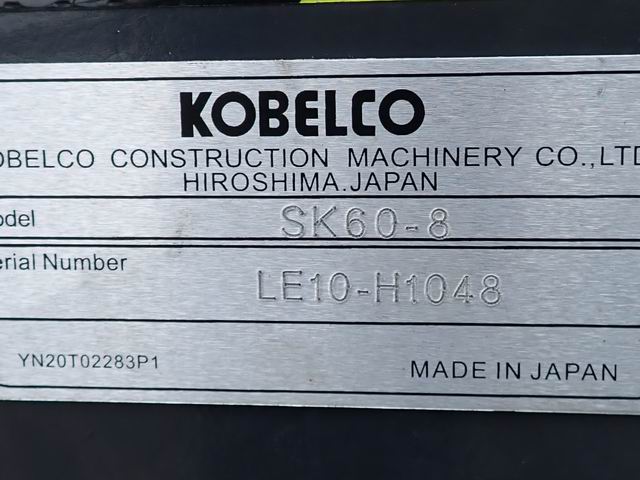 KOBELCO
OBELCO CONSTRUCTION MACHINERY CO.,LTD
HIROSHIMA.JAPAN
odel SK60-8
erial Number LE10-H1048
YN20T02283P1 MADE IN JAPAN